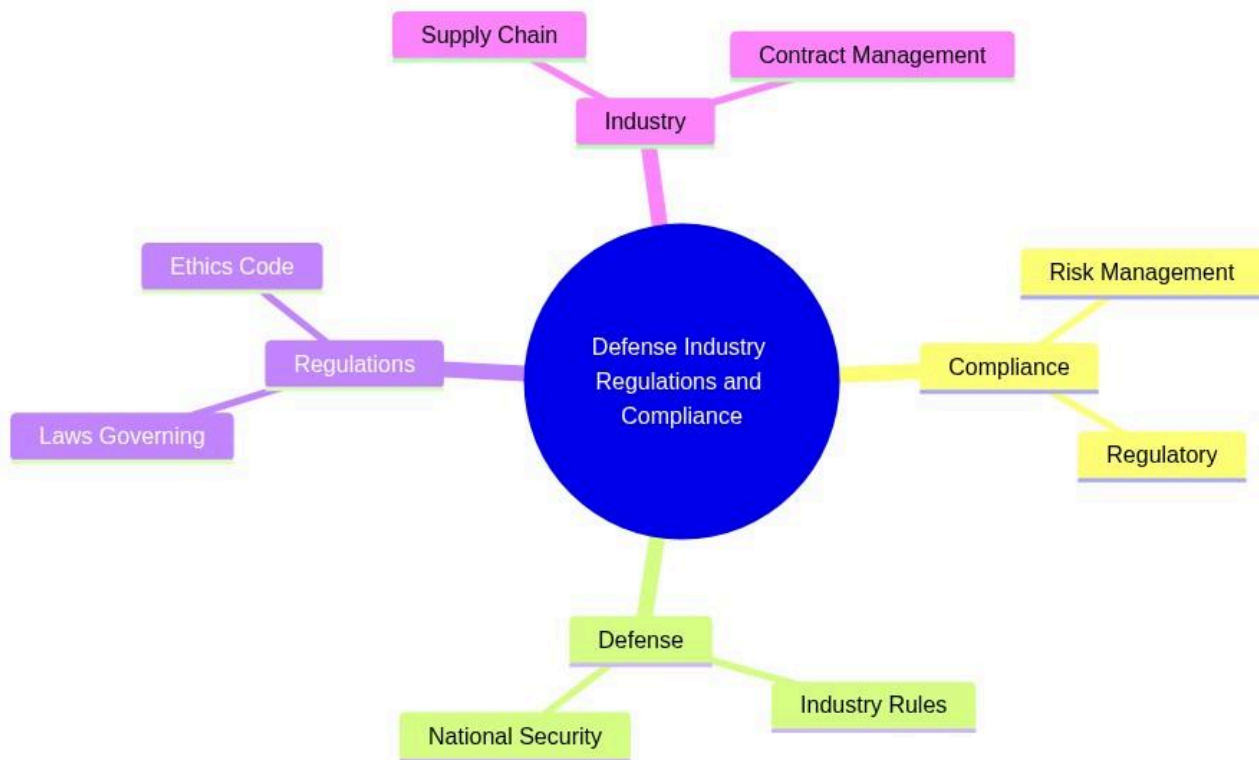 Supply Chain
Contract Management
Industry
Ethics Code
Risk Management
Regulations
Defense Industry
Regulations and
Compliance
Compliance
Laws Governing
Regulatory
Defense
Industry Rules
National Security